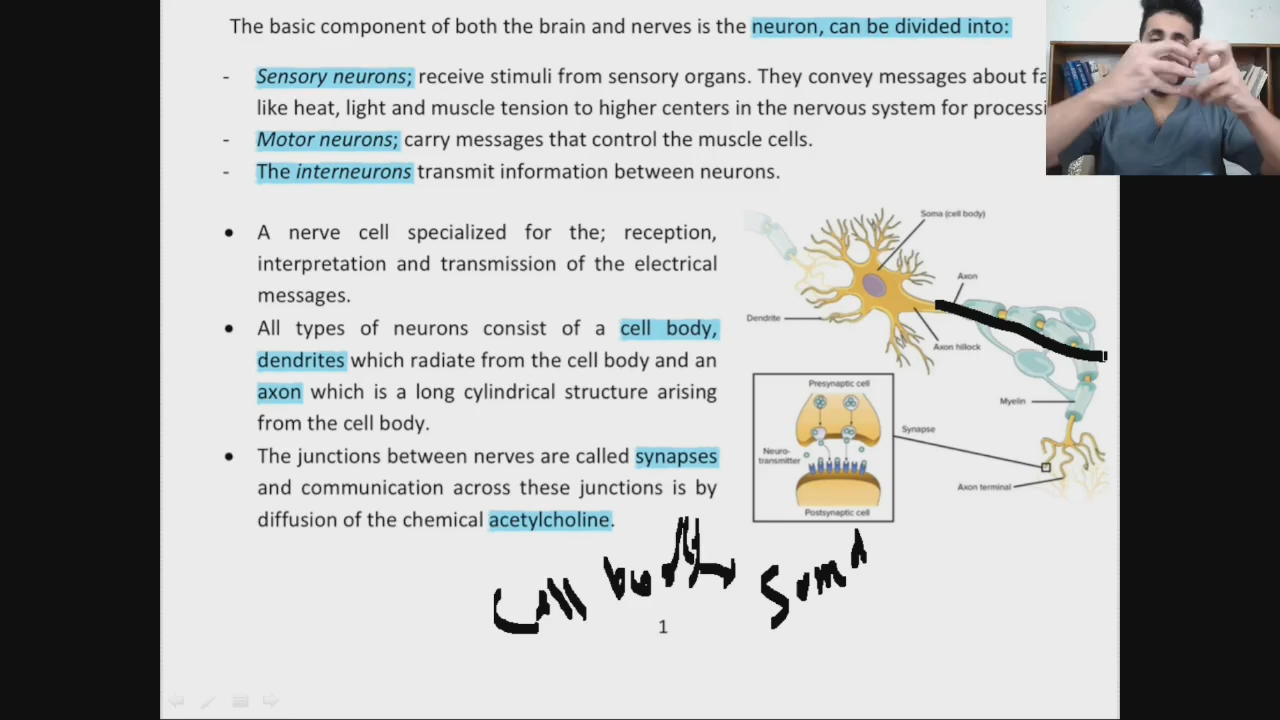 The basic component of both the brain and nerves is the neuron, can be divided into:
- Sensory neurons; receive stimuli from sensory organs. They convey messages about fa
like heat, light and muscle tension to higher centers in the nervous system for processi
- Motor neurons; carry messages that control the muscle cells.
- The interneurons transmit information between neurons.
• A nerve cell specialized for the; reception,
interpretation and transmission of the electrical
messages.
• All types of neurons consist of a cell body,
dendrites which radiate from the cell body and an
axon which is a long cylindrical structure arising
from the cell body.
• The junctions between nerves are called synapses
and communication across these junctions is by
diffusion of the chemical acetylcholine.
Soma (cell body)
Axon
Dendrite
Axon hillock
Myelin
Presynaptic cell
Synapse
Neuro-
transmitter
Axon terminal
Postsynaptic cell
Cell body Soma
1